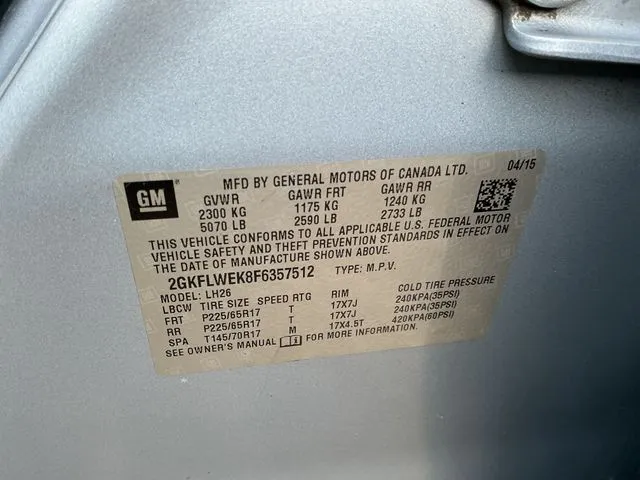 GM
MFD BY GENERAL MOTORS OF CANADA LTD. 04/15
GVWR GAWR FRT GAWR RR
2300 KG 1175 KG 1240 KG
5070 LB 2590 LB 2733 LB
THIS VEHICLE CONFORMS TO ALL APPLICABLE U.S. FEDERAL MOTOR
VEHICLE SAFETY AND THEFT PREVENTION STANDARDS IN EFFECT ON
THE DATE OF MANUFACTURE SHOWN ABOVE.
2GKFLWEK8F6357512 TYPE: M.P.V.
MODEL: LH26
LBCW TIRE SIZE SPEED RTG RIM COLD TIRE PRESSURE
FRT P225/65R17 T 17X7J 240KPA(35PSI)
RR P225/65R17 T 17X7J 240KPA(35PSI)
SPA T145/70R17 M 17X4.5T 420KPA(60PSI)
SEE OWNER'S MANUAL FOR MORE INFORMATION.